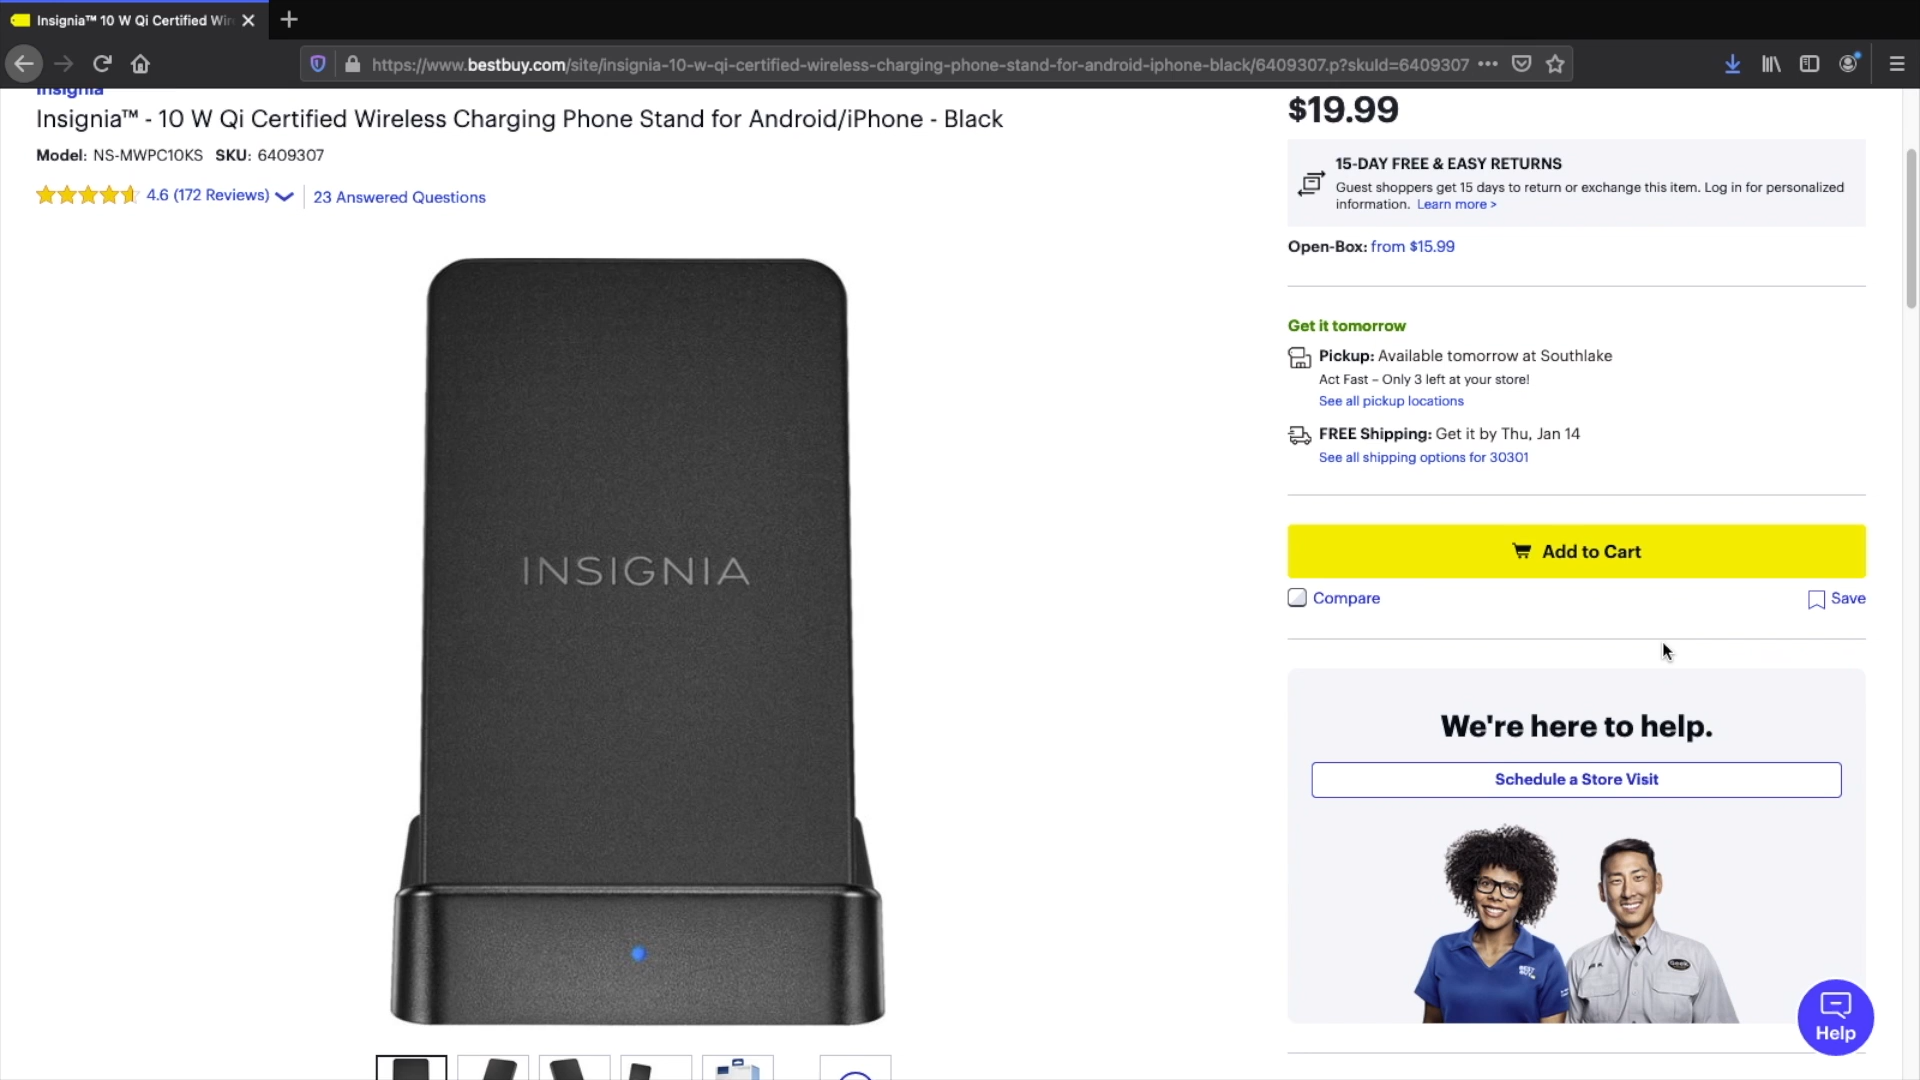 Insignia™ 10 W Qi Certified Wir
https://www.bestbuy.com/site/insignia-10-w-qi-certified-wireless-charging-phone-stand-for-android-iphone-black/6409307.p?skuId=6409307
Insignia
Insignia™ - 10 W Qi Certified Wireless Charging Phone Stand for Android/iPhone - Black
Model: NS-MWPC10KS SKU: 6409307
4.6 (172 Reviews)
23 Answered Questions
INSIGNIA
$19.99
15-DAY FREE & EASY RETURNS
Guest shoppers get 15 days to return or exchange this item. Log in for personalized
information. Learn more >
Open-Box: from $15.99
Get it tomorrow
Pickup: Available tomorrow at Southlake
Act Fast – Only 3 left at your store!
See all pickup locations
FREE Shipping: Get it by Thu, Jan 14
See all shipping options for 30301
Add to Cart
Compare
Save
We're here to help.
Schedule a Store Visit
BEST
BUY
Geek
Help